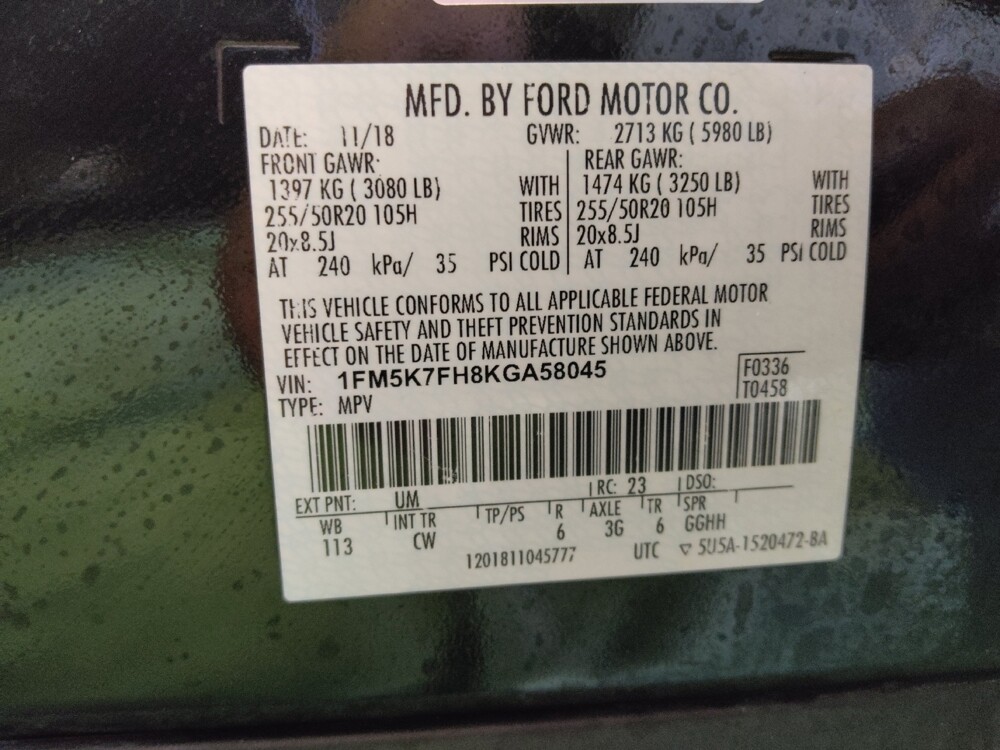 MFD. BY FORD MOTOR CO.
DATE: 11/18 GVWR: 2713 KG ( 5980 LB)
FRONT GAWR: REAR GAWR:
1397 KG ( 3080 LB) WITH 1474 KG ( 3250 LB) WITH
255/50R20 105H TIRES 255/50R20 105H TIRES
20x8.5J RIMS 20x8.5J RIMS
AT 240 kPa/ 35 PSI COLD AT 240 kPa/ 35 PSI COLD
THIS VEHICLE CONFORMS TO ALL APPLICABLE FEDERAL MOTOR
VEHICLE SAFETY AND THEFT PREVENTION STANDARDS IN
EFFECT ON THE DATE OF MANUFACTURE SHOWN ABOVE.
VIN: 1FM5K7FH8KGA58045 F0336
TYPE: MPV T0458
EXT PNT: UM RC: 23 DSO:
WB INT TR TP/PS R AXLE TR SPR
113 CW 6 3G 6 GGHH
1201811045777 UTC ▽ 5U5A-1520472-BA